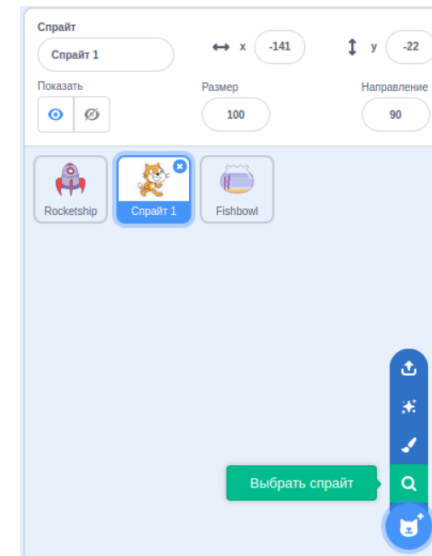 Спрайт
Спрайт 1
x
-141
y
-22
Показать
Размер
Направление
100
90
Rocketship
Спрайт 1
Fishbowl
Выбрать спрайт